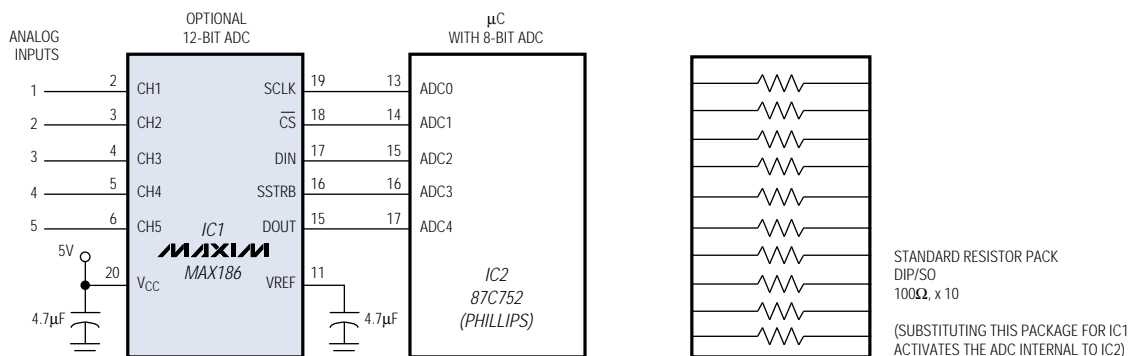 OPTIONAL
12-BIT ADC
μC
WITH 8-BIT ADC
ANALOG
INPUTS
1 2 CH1 SCLK 19 13 ADC0
2 3 CH2 CS 18 14 ADC1
3 4 CH3 DIN 17 15 ADC2
4 5 CH4 SSTRB 16 16 ADC3
5 6 CH5 DOUT 15 17 ADC4
IC1
MAXIM
MAX186
5V
20 VCC VREF 11
4.7μF
4.7μF
IC2
87C752
(PHILLIPS)
STANDARD RESISTOR PACK
DIP/SO
100Ω, x 10
(SUBSTITUTING THIS PACKAGE FOR IC1
ACTIVATES THE ADC INTERNAL TO IC2)